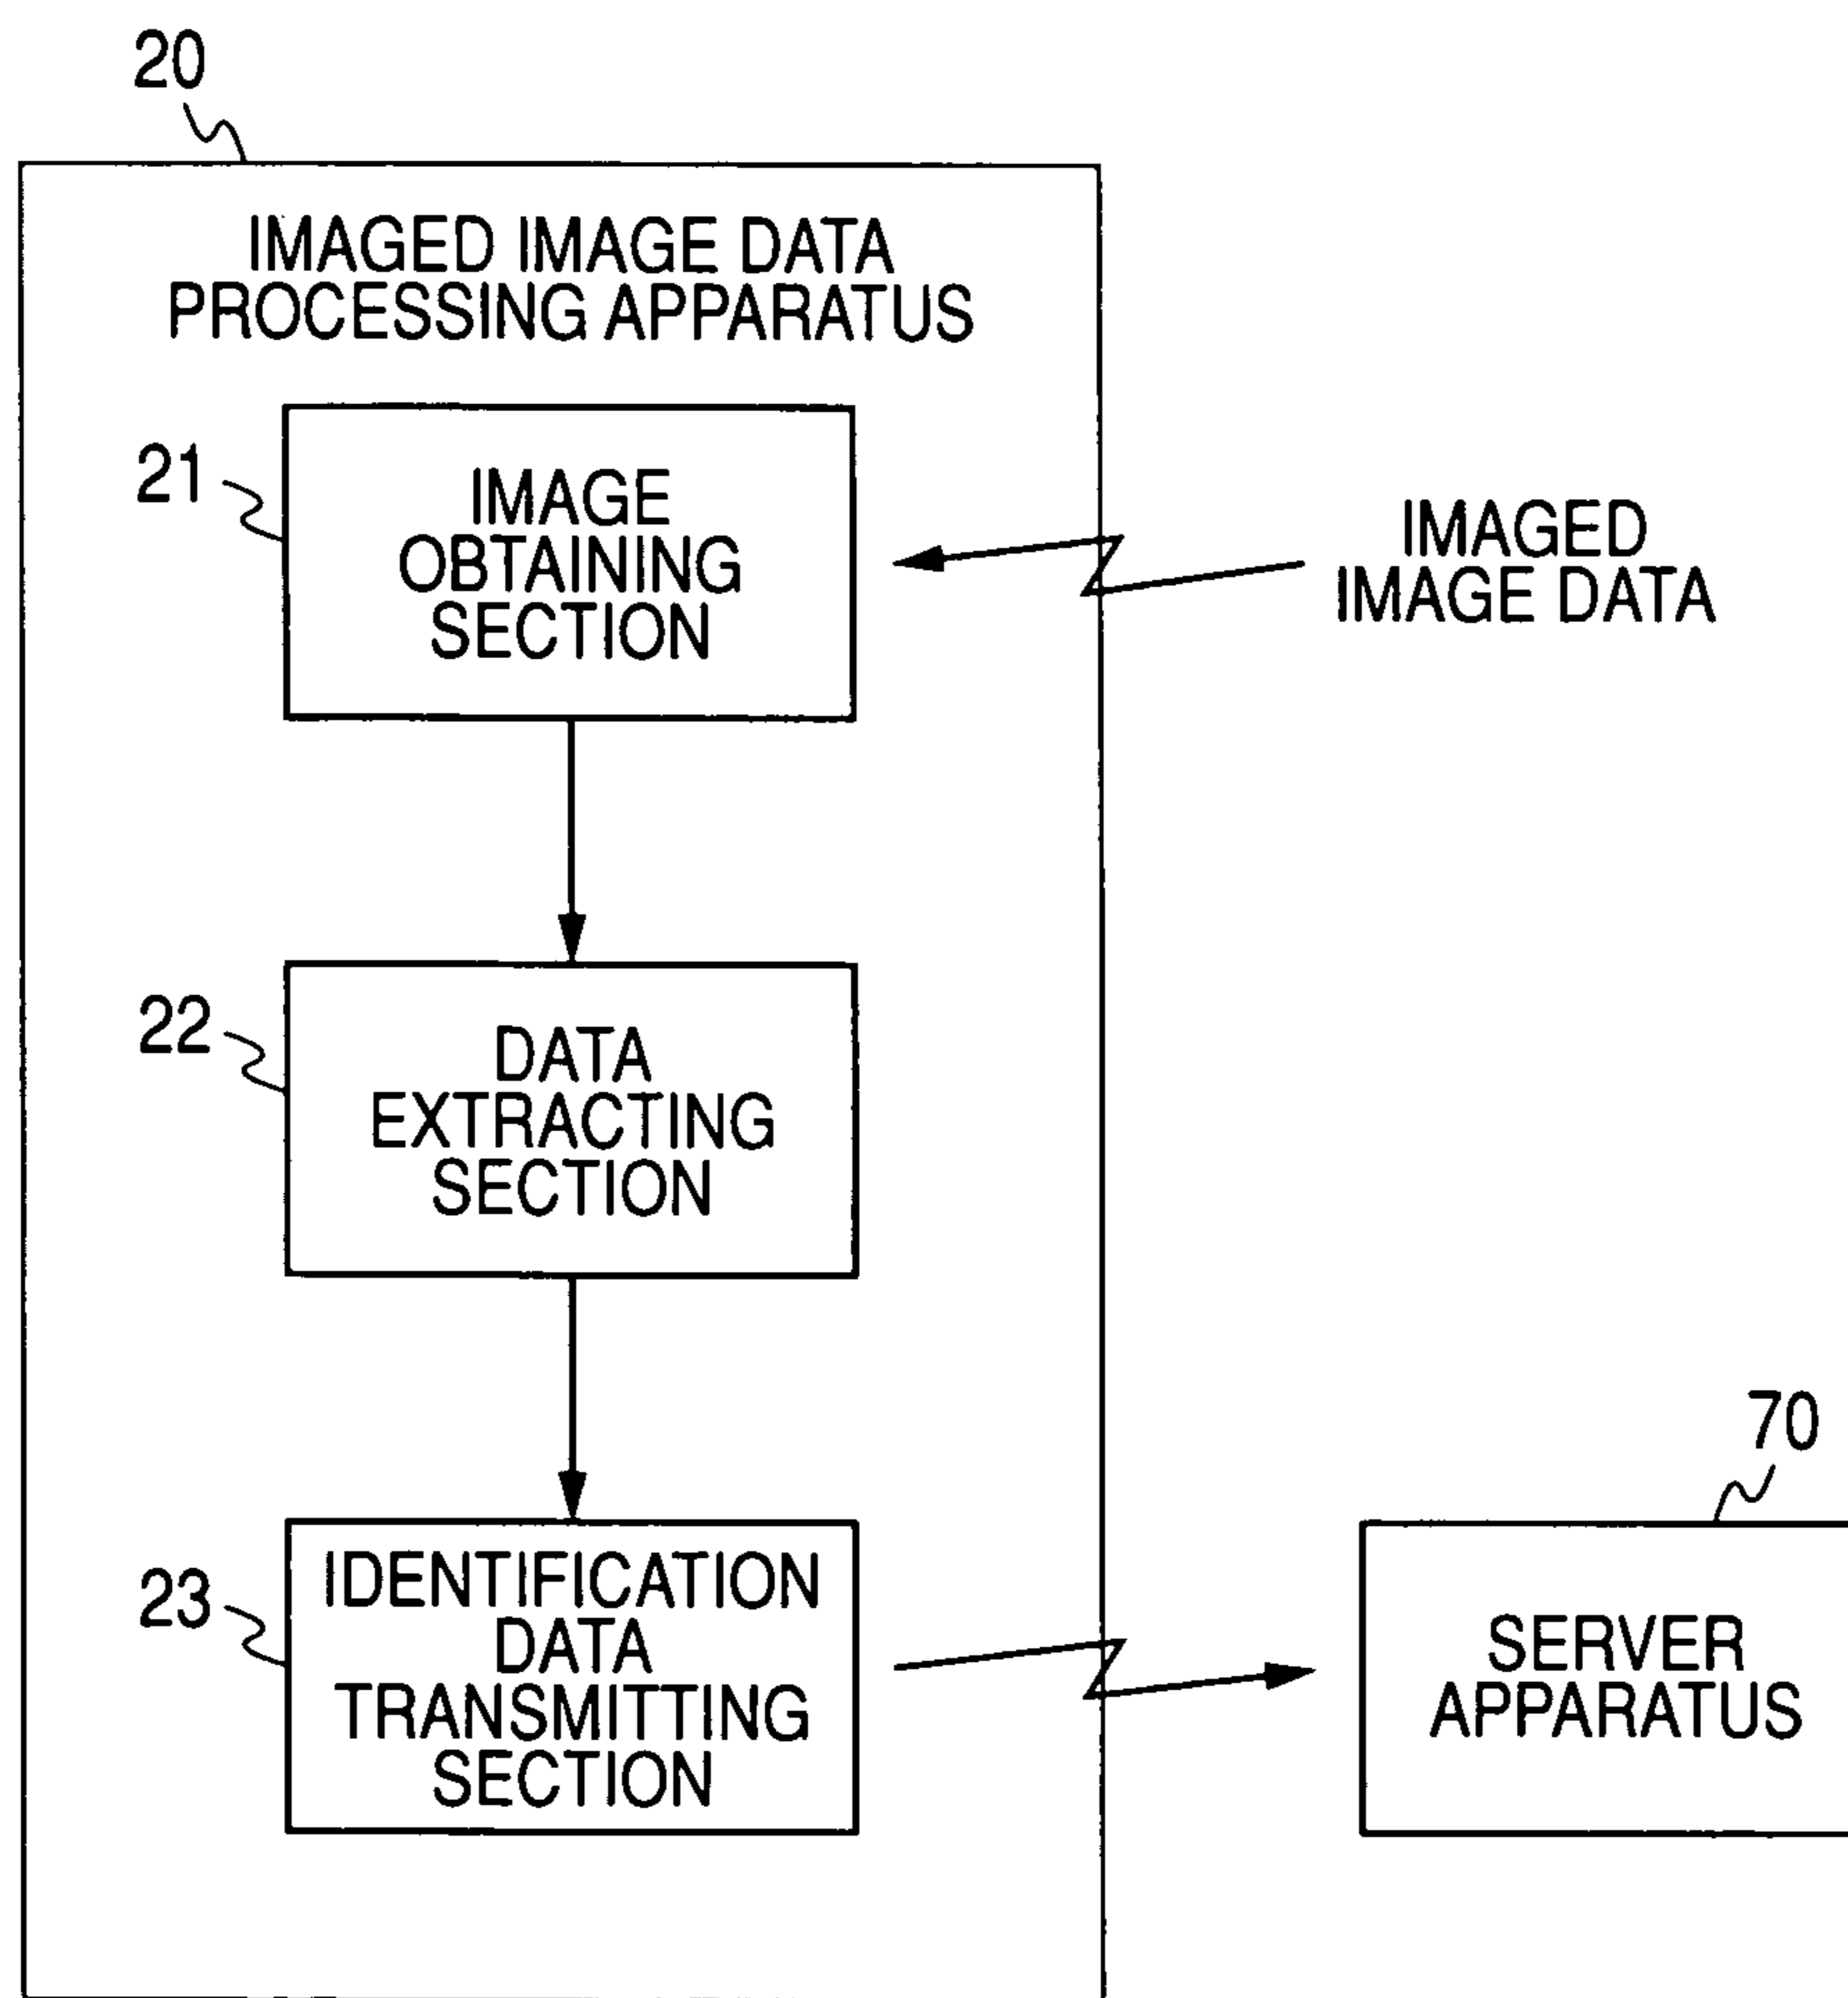 20
IMAGED IMAGE DATA
PROCESSING APPARATUS
21
IMAGE
OBTAINING
SECTION
IMAGED
IMAGE DATA
22
DATA
EXTRACTING
SECTION
70
23
IDENTIFICATION
DATA
TRANSMITTING
SECTION
SERVER
APPARATUS